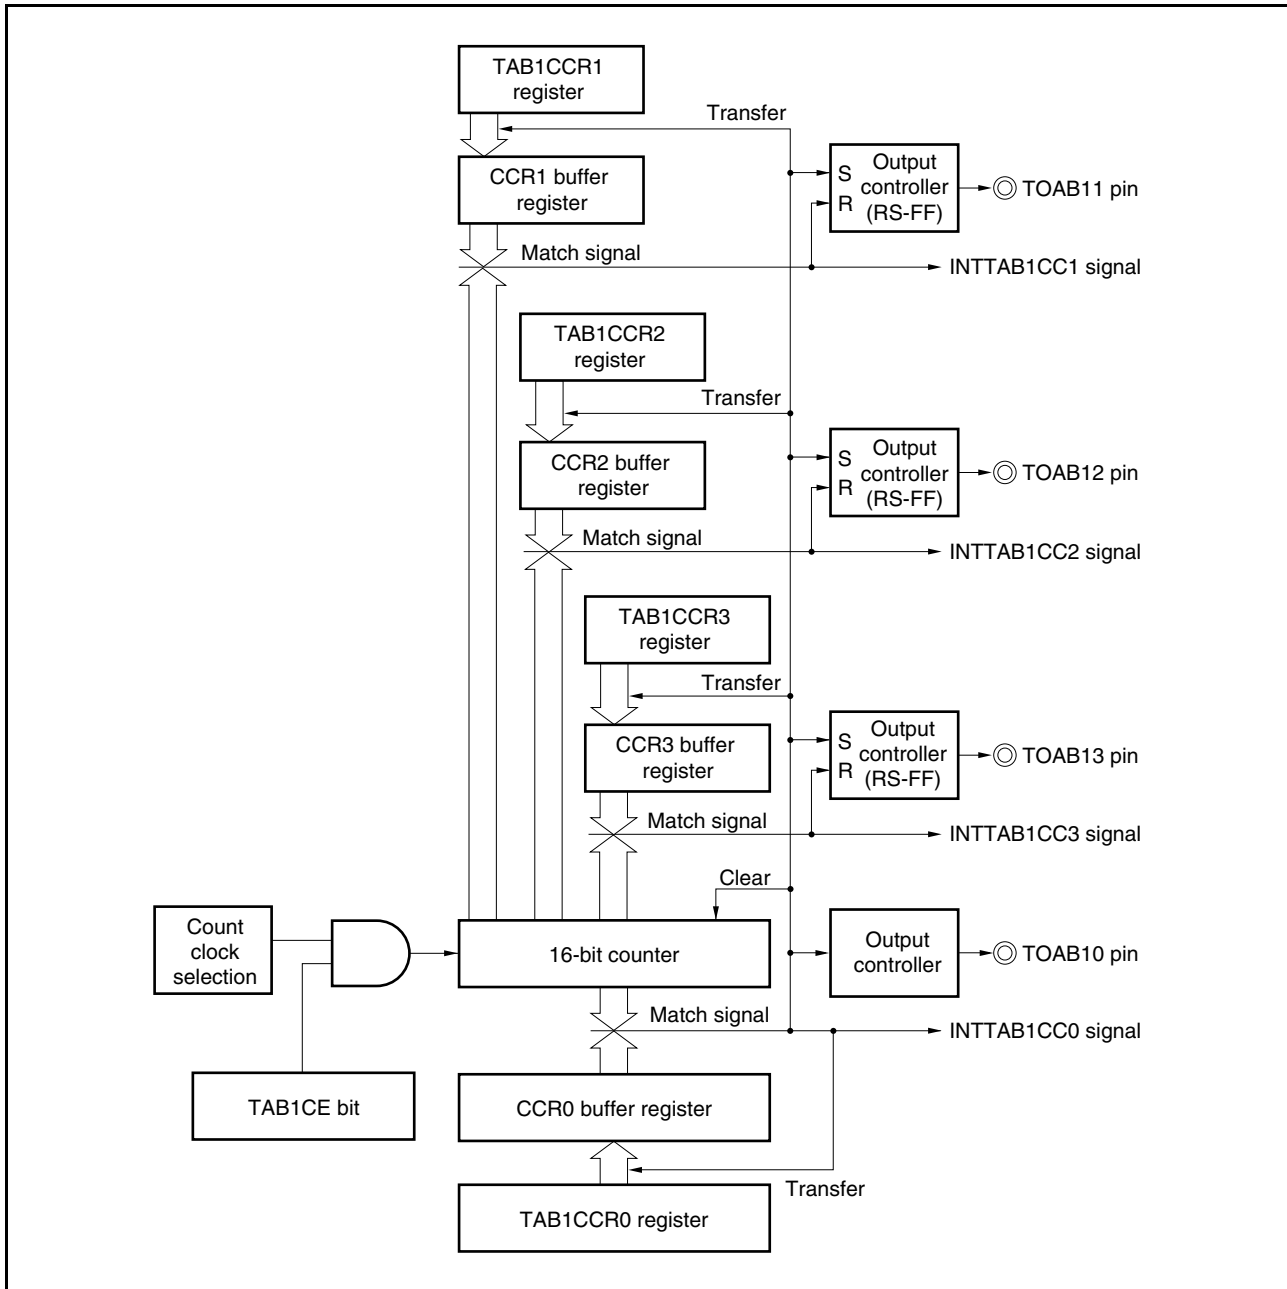 TAB1CCR1
register
Transfer
CCR1 buffer
register
S
R
Output
controller
(RS-FF)
TOAB11 pin
Match signal
INTTAB1CC1 signal
TAB1CCR2
register
Transfer
CCR2 buffer
register
S
R
Output
controller
(RS-FF)
TOAB12 pin
Match signal
INTTAB1CC2 signal
TAB1CCR3
register
Transfer
CCR3 buffer
register
S
R
Output
controller
(RS-FF)
TOAB13 pin
Match signal
INTTAB1CC3 signal
Clear
Count
clock
selection
16-bit counter
Output
controller
TOAB10 pin
Match signal
INTTAB1CC0 signal
TAB1CE bit
CCR0 buffer register
Transfer
TAB1CCR0 register